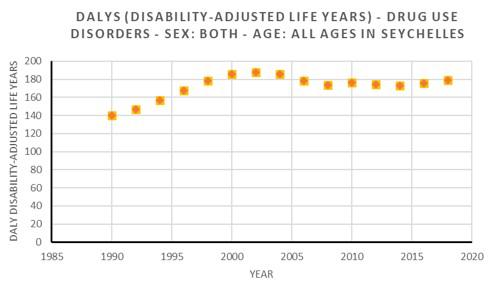 DALYS (DISABILITY-ADJUSTED LIFE YEARS) - DRUG USE
DISORDERS - SEX: BOTH - AGE: ALL AGES IN SEYCHELLES
DALY DISABILITY-ADJUSTED LIFE YEARS
200
180
160
140
120
100
80
60
40
20
0
1985 1990 1995 2000 2005 2010 2015 2020
YEAR